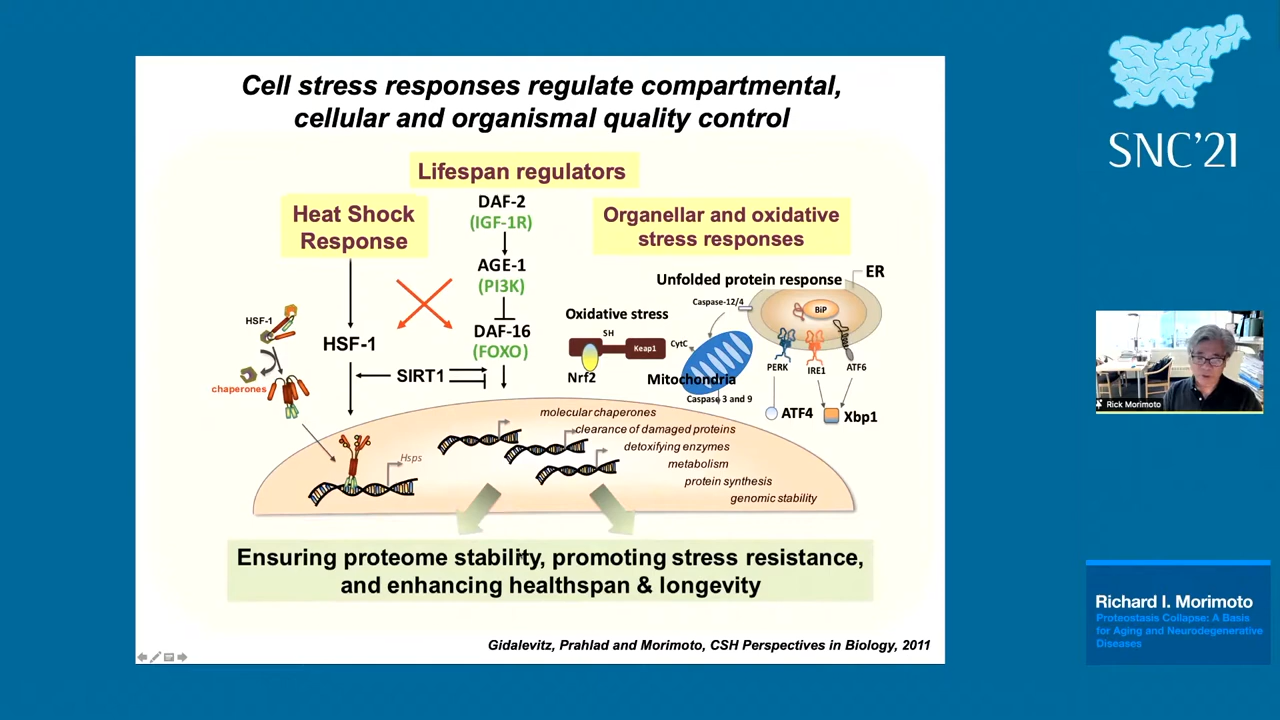 Cell stress responses regulate compartmental,
cellular and organismal quality control
Lifespan regulators
Heat Shock
Response
DAF-2
(IGF-1R)
AGE-1
(PI3K)
DAF-16
(FOXO)
HSF-1
SIRT1
HSF-1
chaperones
Organellar and oxidative
stress responses
Unfolded protein response
ER
Caspase-12/4
BiP
Oxidative stress
SH
Keap1
Nrf2
CytC
Mitochondria
Caspase 3 and 9
PERK
IRE1
ATF6
ATF4
Xbp1
molecular chaperones
clearance of damaged proteins
detoxifying enzymes
metabolism
protein synthesis
genomic stability
Hsps
Ensuring proteome stability, promoting stress resistance,
and enhancing healthspan & longevity
Gidalevitz, Prahlad and Morimoto, CSH Perspectives in Biology, 2011
SNC'21
Rick Morimoto
Richard I. Morimoto
Proteostasis Collapse: A Basis
for Aging and Neurodegenerative
Diseases